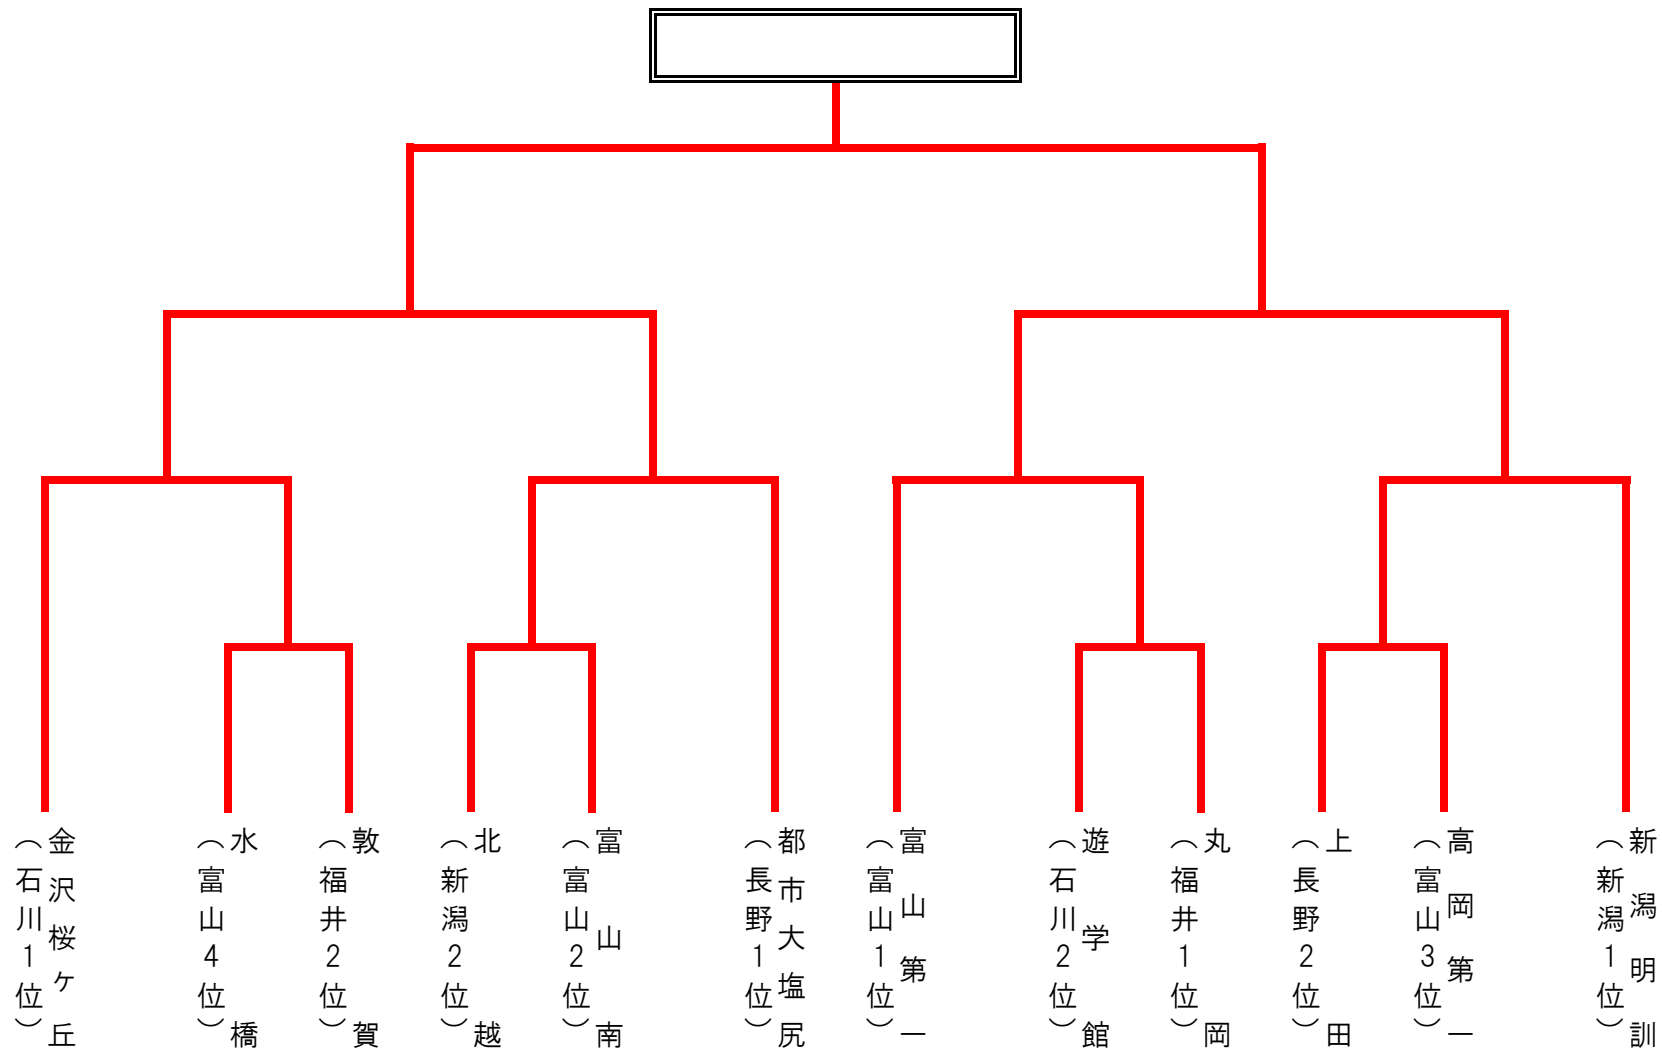 金沢桜ヶ丘
（石川1位）
水橋
（富山4位）
敦賀
（福井2位）
北越
（新潟2位）
富山南
（富山2位）
都市大塩尻
（長野1位）
富山第一
（富山1位）
遊学館
（石川2位）
丸岡
（福井1位）
上田
（長野2位）
高岡第一
（富山3位）
新潟明訓
（新潟1位）